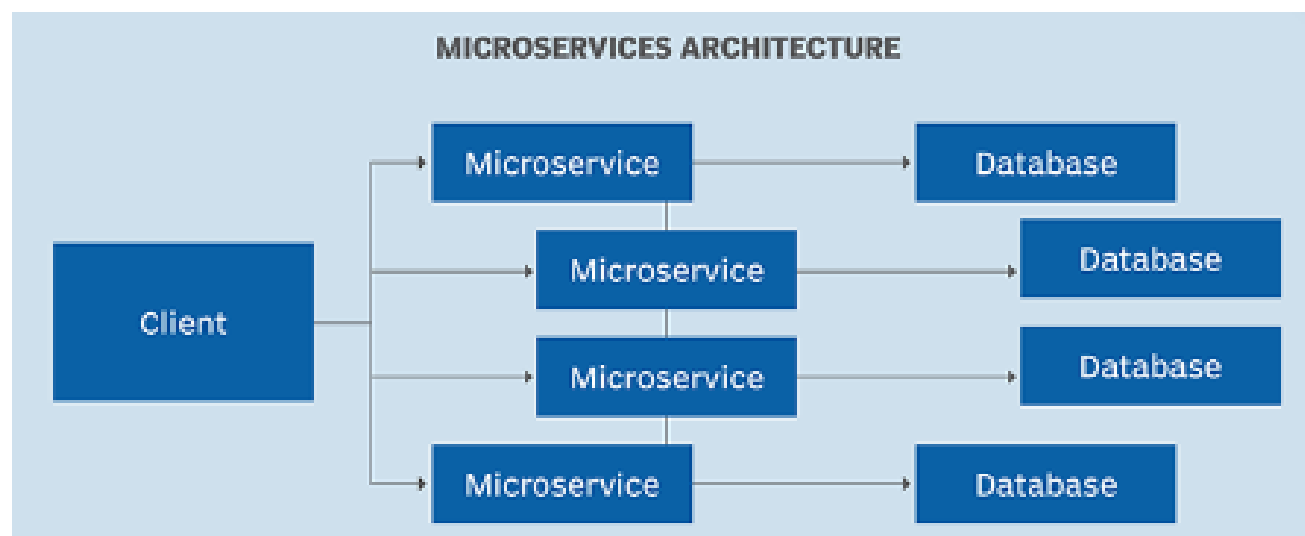 MICROSERVICES ARCHITECTURE
Microservice
Database
Microservice
Database
Client
Microservice
Database
Microservice
Database